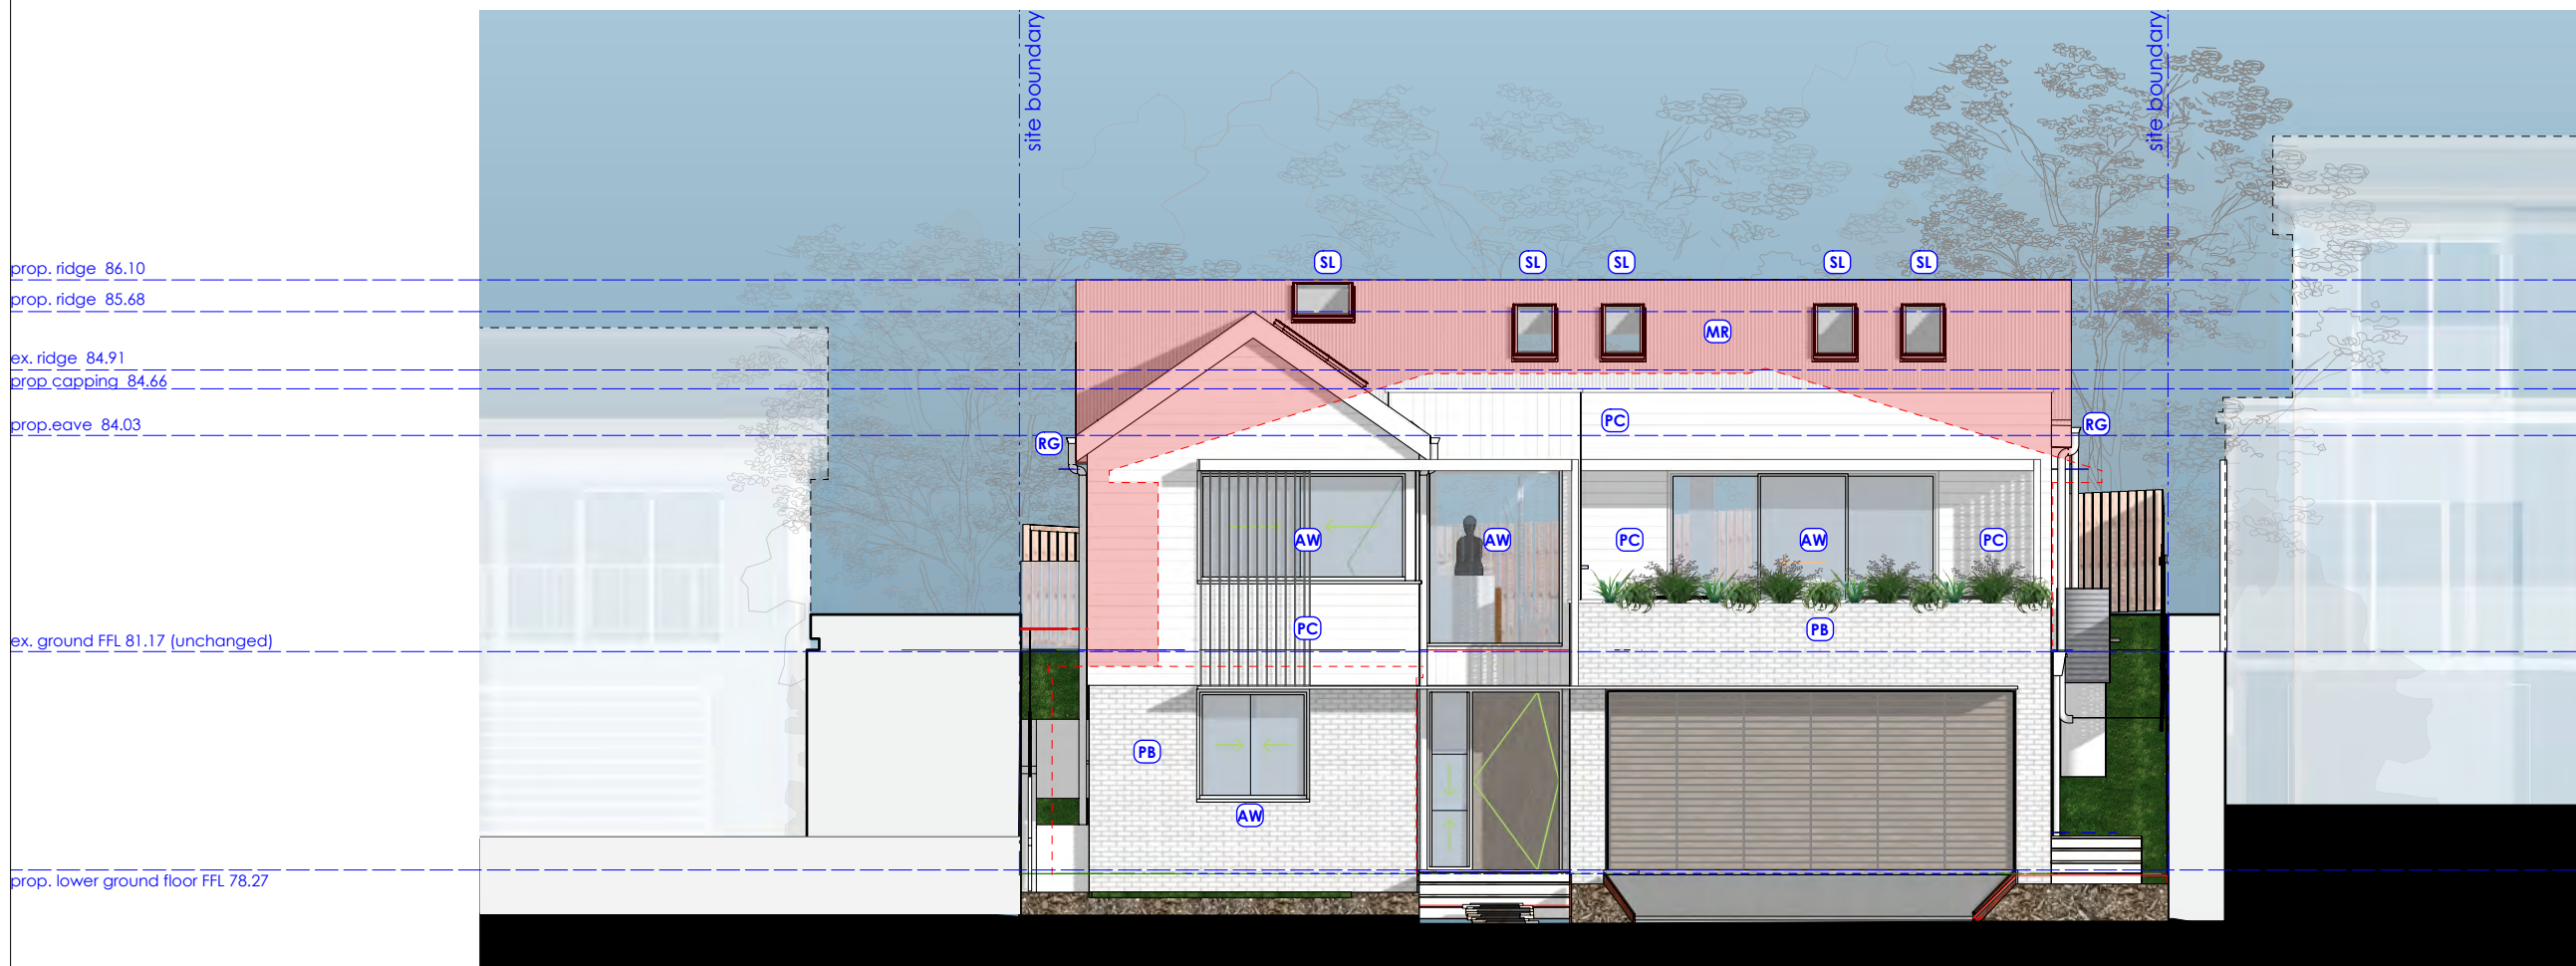 site boundary
site boundary
SL
SL
SL
SL
SL
prop. ridge 86.10
prop. ridge 85.68
MR
ex. ridge 84.91
prop capping 84.66
prop.eave 84.03
PC
RG
RG
AW
AW
PC
AW
PC
PC
PB
ex. ground FFL 81.17 (unchanged)
PB
AW
prop. lower ground floor FFL 78.27